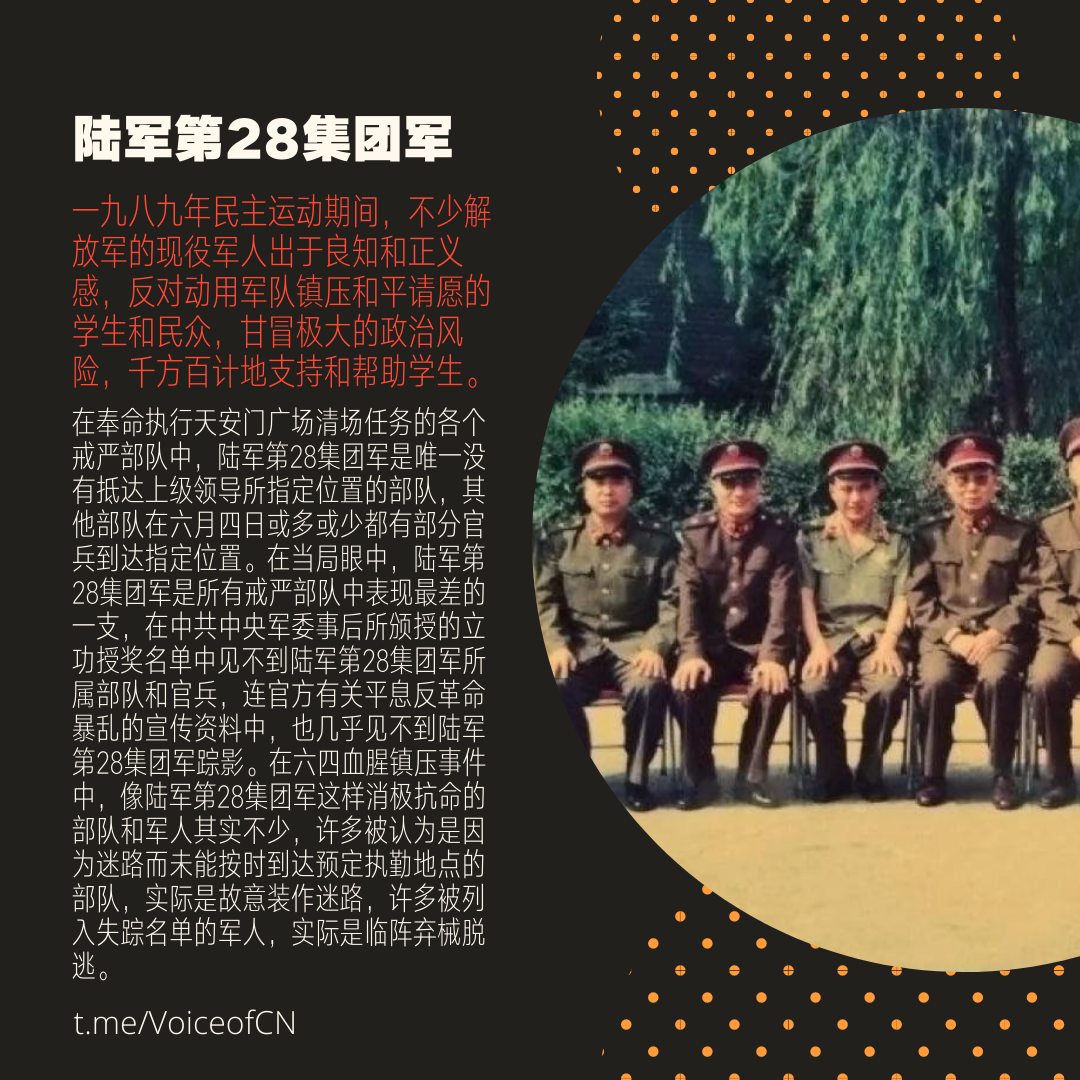 陆军第28集团军
一九八九年民主运动期间，不少解
放军的现役军人出于良知和正义
感，反对动用军队镇压和平请愿的
学生和民众，甘冒极大的政治风
险，千方百计地支持和帮助学生。
在奉命执行天安门广场清场任务的各个
戒严部队中，陆军第28集团军是唯一没
有抵达上级领导所指定位置的部队，其
他部队在六月四日或多或少都有部分官
兵到达指定位置。在当局眼中，陆军第
28集团军是所有戒严部队中表现最差的
一支，在中共中央军委事后所颁授的立
功授奖名单中见不到陆军第28集团军所
属部队和官兵，连官方有关平息反革命
暴乱的宣传资料中，也几乎见不到陆军
第28集团军踪影。在六四血腥镇压事件
中，像陆军第28集团军这样消极抗命的
部队和军人其实不少，许多被认为是因
为迷路而未能按时到达预定执勤地点的
部队，实际是故意装作迷路，许多被列
入失踪名单的军人，实际是临阵弃械脱
逃。
t.me/VoiceofCN